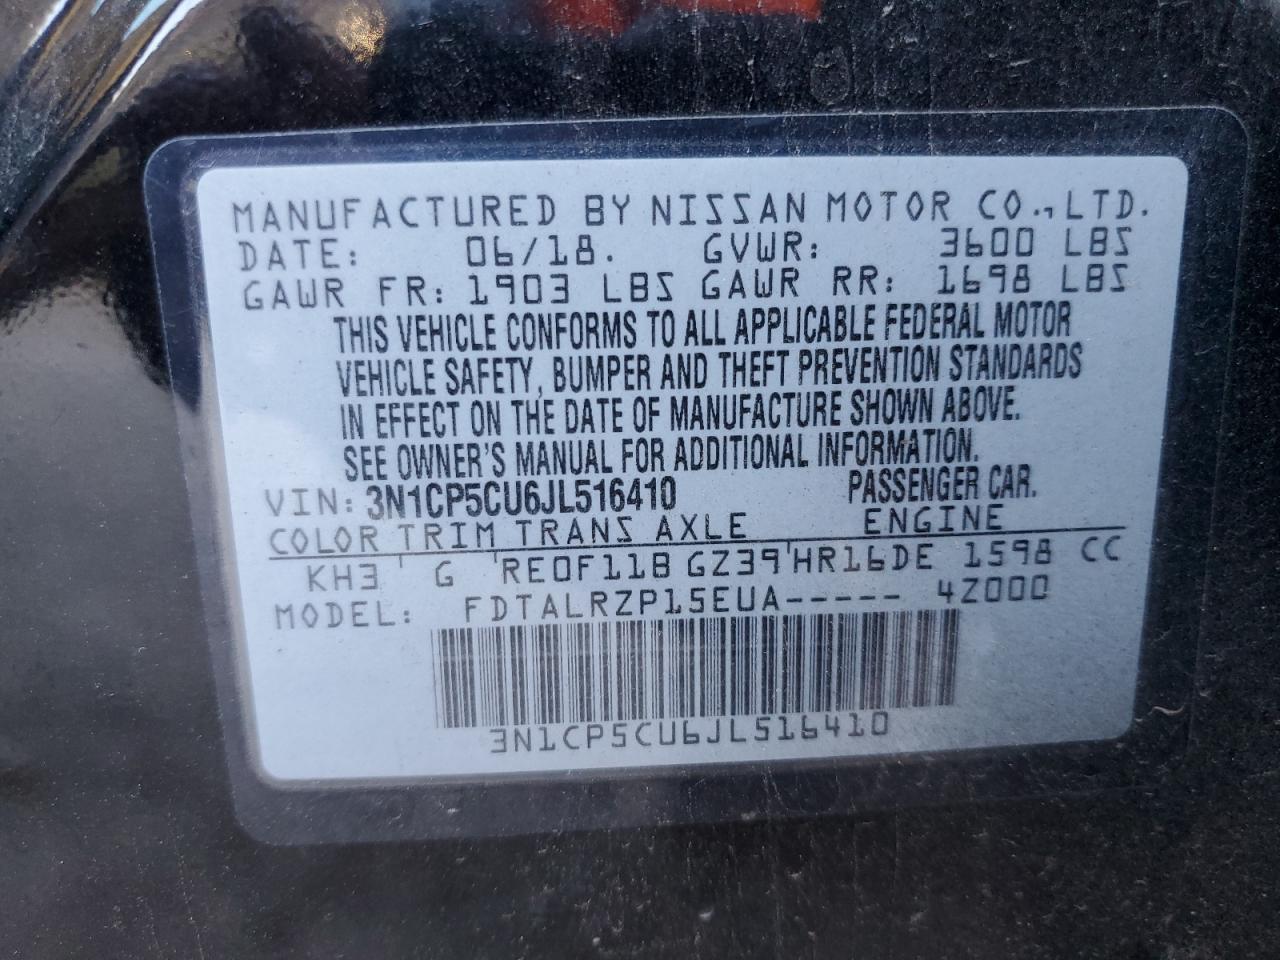 MANUFACTURED BY NISSAN MOTOR CO., LTD.
DATE: 06/18. GVWR: 3600 LBS
GAWR FR: 1903 LBS GAWR RR: 1698 LBS
THIS VEHICLE CONFORMS TO ALL APPLICABLE FEDERAL MOTOR
VEHICLE SAFETY, BUMPER AND THEFT PREVENTION STANDARDS
IN EFFECT ON THE DATE OF MANUFACTURE SHOWN ABOVE.
SEE OWNER'S MANUAL FOR ADDITIONAL INFORMATION.
VIN: 3N1CP5CU6JL516410 PASSENGER CAR.
COLOR TRIM TRANS AXLE ENGINE
KH3 ' G ' RE0F11B GZ39 ' HR16DE 1598 CC
MODEL: FDTALRZP15EUA----- 4Z000
3N1CP5CU6JL516410